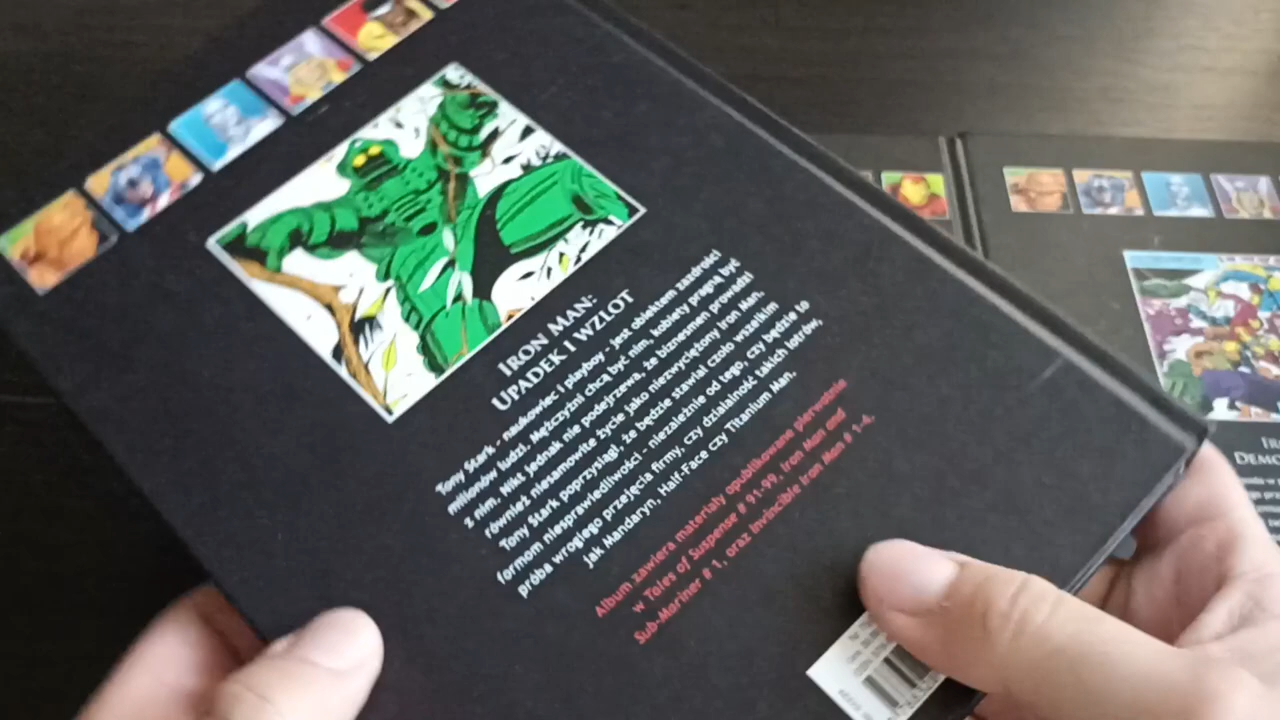 IRON MAN:
UPADEK I WZLOT
Tony Stark - naukowiec i playboy - jest obiektem zazdrości
milionów ludzi. Mężczyźni chcą być nim, kobiety pragną być
z nim. Nikt jednak nie podejrzewa, że biznesmen prowadzi
również niesamowite życie jako niezwyciężony Iron Man.
Tony Stark poprzysiągł, że będzie stawiał czoło wszelkim
formom niesprawiedliwości - niezależnie od tego, czy będzie to
próba wrogiego przejęcia firmy, czy działalność takich łotrów,
jak Mandaryn, Half-Face czy Titanium Man.
Album zawiera materiały opublikowane pierwotnie
w Tales of Suspense # 91-99, Iron Man and
Sub-Mariner # 1, oraz Invincible Iron Man # 1-4.